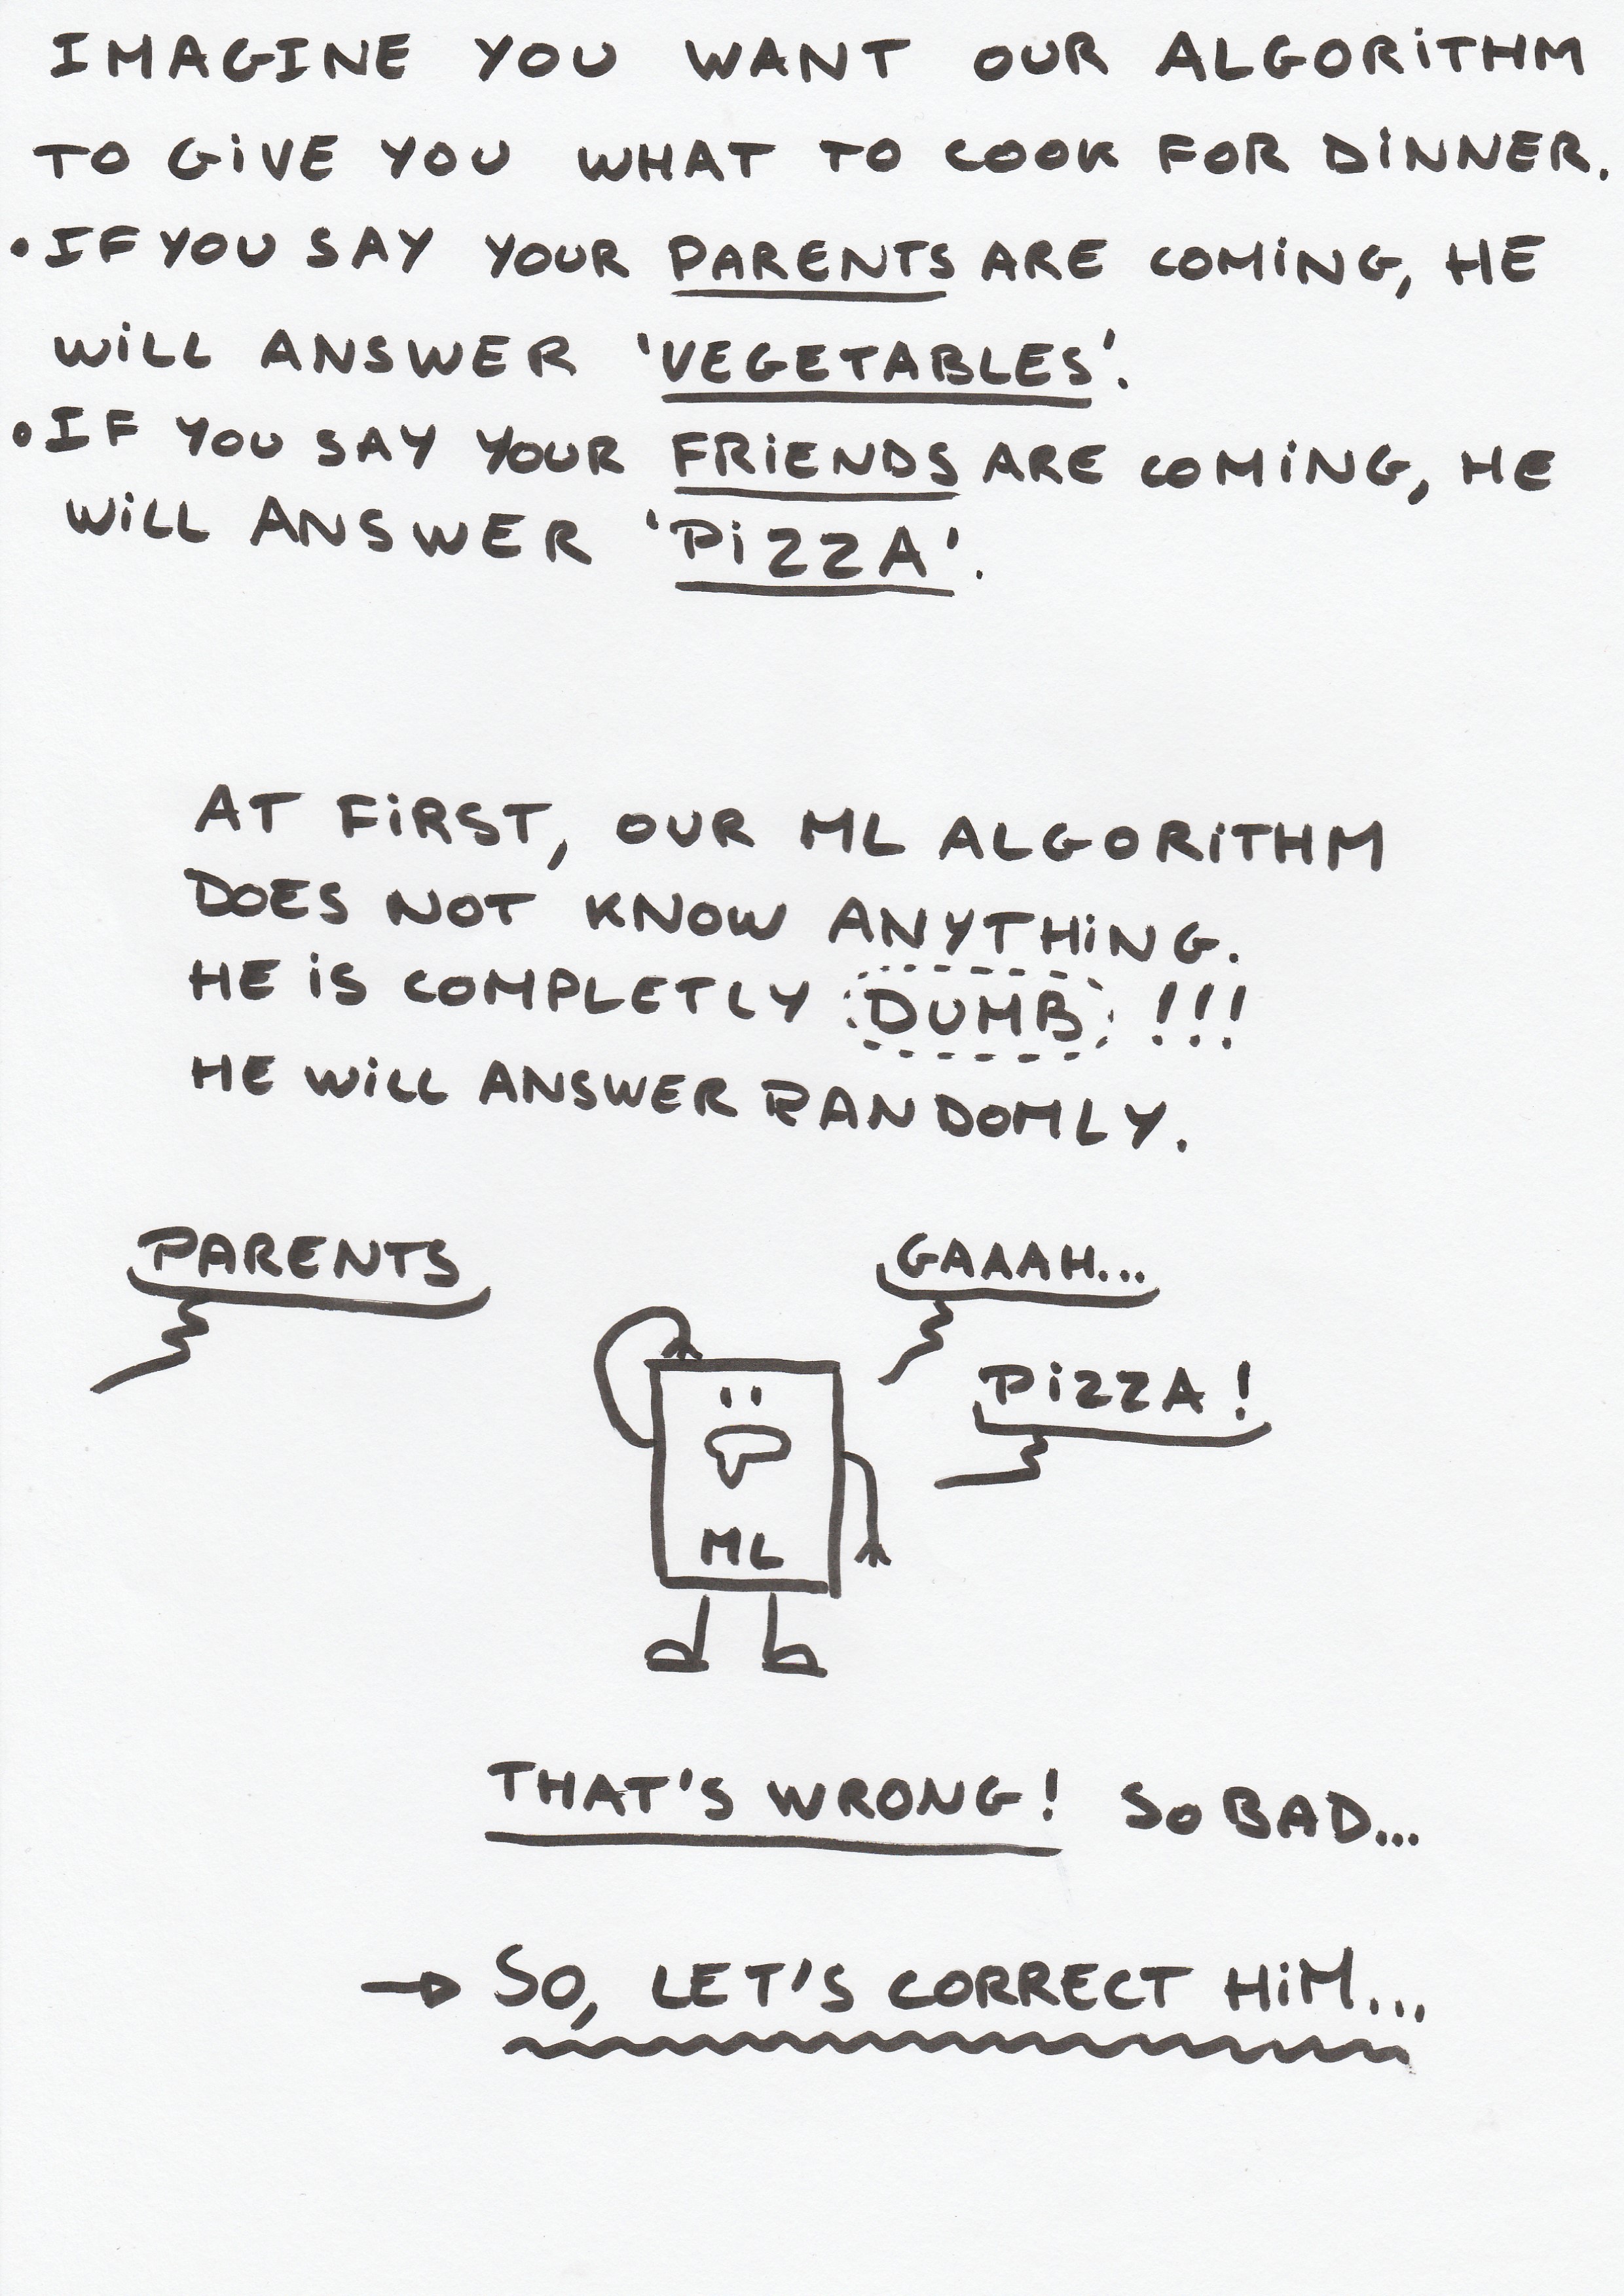 IMAGINE YOU WANT OUR ALGORITHM
TO GIVE YOU WHAT TO COOK FOR DINNER.
• IF YOU SAY YOUR PARENTS ARE COMING, HE
WILL ANSWER 'VEGETABLES'.
• IF YOU SAY YOUR FRIENDS ARE COMING, HE
WILL ANSWER 'PIZZA'.
AT FIRST, OUR ML ALGORITHM
DOES NOT KNOW ANYTHING.
HE IS COMPLETLY DUMB !!!
HE WILL ANSWER RANDOMLY.
PARENTS
GAAAH...
PIZZA !
ML
THAT'S WRONG! SO BAD...
→ SO, LET'S CORRECT HIM...